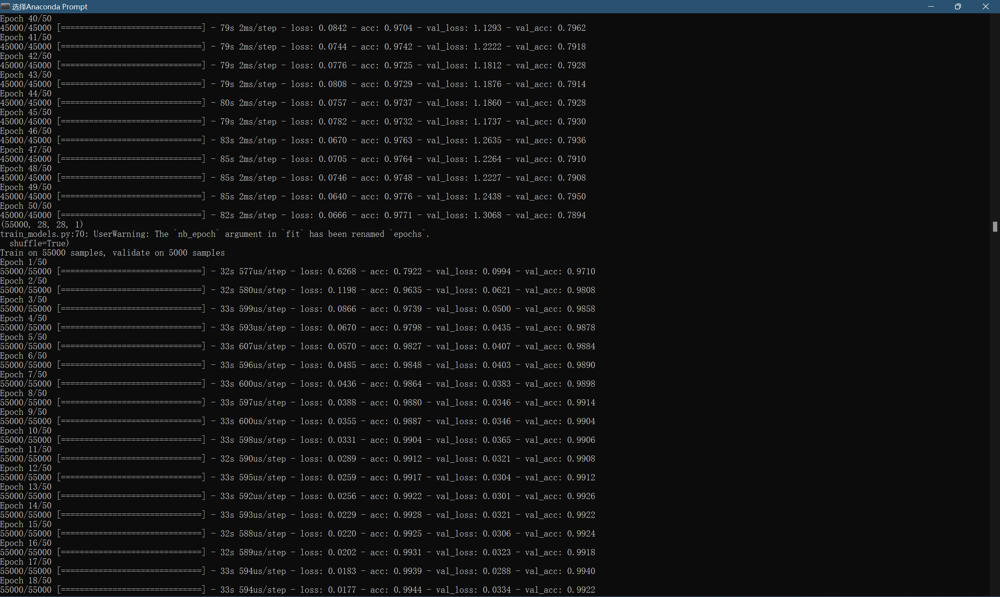 选择Anaconda Prompt
Epoch 40/50
45000/45000 [==============================] - 79s 2ms/step - loss: 0.0842 - acc: 0.9704 - val_loss: 1.1293 - val_acc: 0.7962
Epoch 41/50
45000/45000 [==============================] - 79s 2ms/step - loss: 0.0744 - acc: 0.9742 - val_loss: 1.2222 - val_acc: 0.7918
Epoch 42/50
45000/45000 [==============================] - 79s 2ms/step - loss: 0.0776 - acc: 0.9725 - val_loss: 1.1812 - val_acc: 0.7928
Epoch 43/50
45000/45000 [==============================] - 79s 2ms/step - loss: 0.0808 - acc: 0.9729 - val_loss: 1.1876 - val_acc: 0.7914
Epoch 44/50
45000/45000 [==============================] - 80s 2ms/step - loss: 0.0757 - acc: 0.9737 - val_loss: 1.1860 - val_acc: 0.7928
Epoch 45/50
45000/45000 [==============================] - 79s 2ms/step - loss: 0.0782 - acc: 0.9732 - val_loss: 1.1737 - val_acc: 0.7930
Epoch 46/50
45000/45000 [==============================] - 83s 2ms/step - loss: 0.0670 - acc: 0.9763 - val_loss: 1.2635 - val_acc: 0.7936
Epoch 47/50
45000/45000 [==============================] - 85s 2ms/step - loss: 0.0705 - acc: 0.9764 - val_loss: 1.2264 - val_acc: 0.7910
Epoch 48/50
45000/45000 [==============================] - 85s 2ms/step - loss: 0.0746 - acc: 0.9748 - val_loss: 1.2227 - val_acc: 0.7908
Epoch 49/50
45000/45000 [==============================] - 85s 2ms/step - loss: 0.0640 - acc: 0.9776 - val_loss: 1.2438 - val_acc: 0.7950
Epoch 50/50
45000/45000 [==============================] - 82s 2ms/step - loss: 0.0666 - acc: 0.9771 - val_loss: 1.3068 - val_acc: 0.7894
(55000, 28, 28, 1)
train_models.py:70: UserWarning: The `nb_epoch` argument in `fit` has been renamed `epochs`.
  shuffle=True)
Train on 55000 samples, validate on 5000 samples
Epoch 1/50
55000/55000 [==============================] - 32s 577us/step - loss: 0.6268 - acc: 0.7922 - val_loss: 0.0994 - val_acc: 0.9710
Epoch 2/50
55000/55000 [==============================] - 32s 580us/step - loss: 0.1198 - acc: 0.9635 - val_loss: 0.0621 - val_acc: 0.9808
Epoch 3/50
55000/55000 [==============================] - 33s 599us/step - loss: 0.0866 - acc: 0.9739 - val_loss: 0.0500 - val_acc: 0.9858
Epoch 4/50
55000/55000 [==============================] - 33s 593us/step - loss: 0.0670 - acc: 0.9798 - val_loss: 0.0435 - val_acc: 0.9878
Epoch 5/50
55000/55000 [==============================] - 33s 607us/step - loss: 0.0570 - acc: 0.9827 - val_loss: 0.0407 - val_acc: 0.9884
Epoch 6/50
55000/55000 [==============================] - 33s 596us/step - loss: 0.0485 - acc: 0.9848 - val_loss: 0.0403 - val_acc: 0.9890
Epoch 7/50
55000/55000 [==============================] - 33s 600us/step - loss: 0.0436 - acc: 0.9864 - val_loss: 0.0383 - val_acc: 0.9898
Epoch 8/50
55000/55000 [==============================] - 33s 597us/step - loss: 0.0388 - acc: 0.9880 - val_loss: 0.0346 - val_acc: 0.9914
Epoch 9/50
55000/55000 [==============================] - 33s 600us/step - loss: 0.0355 - acc: 0.9887 - val_loss: 0.0346 - val_acc: 0.9904
Epoch 10/50
55000/55000 [==============================] - 33s 598us/step - loss: 0.0331 - acc: 0.9904 - val_loss: 0.0365 - val_acc: 0.9906
Epoch 11/50
55000/55000 [==============================] - 32s 590us/step - loss: 0.0289 - acc: 0.9912 - val_loss: 0.0321 - val_acc: 0.9908
Epoch 12/50
55000/55000 [==============================] - 33s 595us/step - loss: 0.0259 - acc: 0.9917 - val_loss: 0.0304 - val_acc: 0.9912
Epoch 13/50
55000/55000 [==============================] - 33s 592us/step - loss: 0.0256 - acc: 0.9922 - val_loss: 0.0301 - val_acc: 0.9926
Epoch 14/50
55000/55000 [==============================] - 33s 593us/step - loss: 0.0229 - acc: 0.9928 - val_loss: 0.0321 - val_acc: 0.9922
Epoch 15/50
55000/55000 [==============================] - 32s 588us/step - loss: 0.0220 - acc: 0.9925 - val_loss: 0.0306 - val_acc: 0.9924
Epoch 16/50
55000/55000 [==============================] - 32s 589us/step - loss: 0.0202 - acc: 0.9931 - val_loss: 0.0323 - val_acc: 0.9918
Epoch 17/50
55000/55000 [==============================] - 33s 594us/step - loss: 0.0183 - acc: 0.9939 - val_loss: 0.0288 - val_acc: 0.9940
Epoch 18/50
55000/55000 [==============================] - 33s 594us/step - loss: 0.0177 - acc: 0.9944 - val_loss: 0.0334 - val_acc: 0.9922